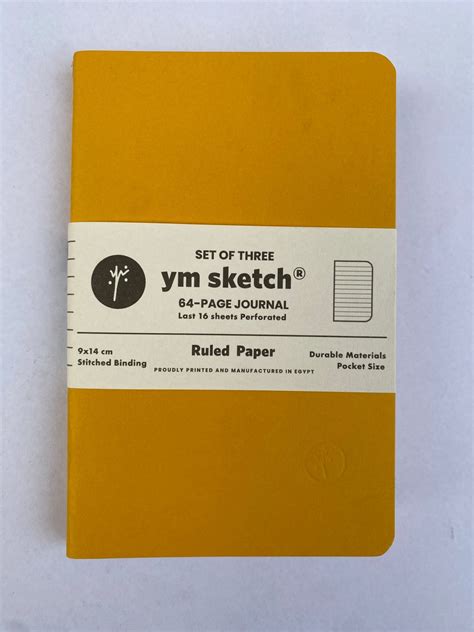 SET OF THREE
ym sketch®
64-PAGE JOURNAL
Last 16 sheets Perforated
9x14 cm
Stitched Binding
Ruled Paper
Durable Materials
Pocket Size
PROUDLY PRINTED AND MANUFACTURED IN EGYPT